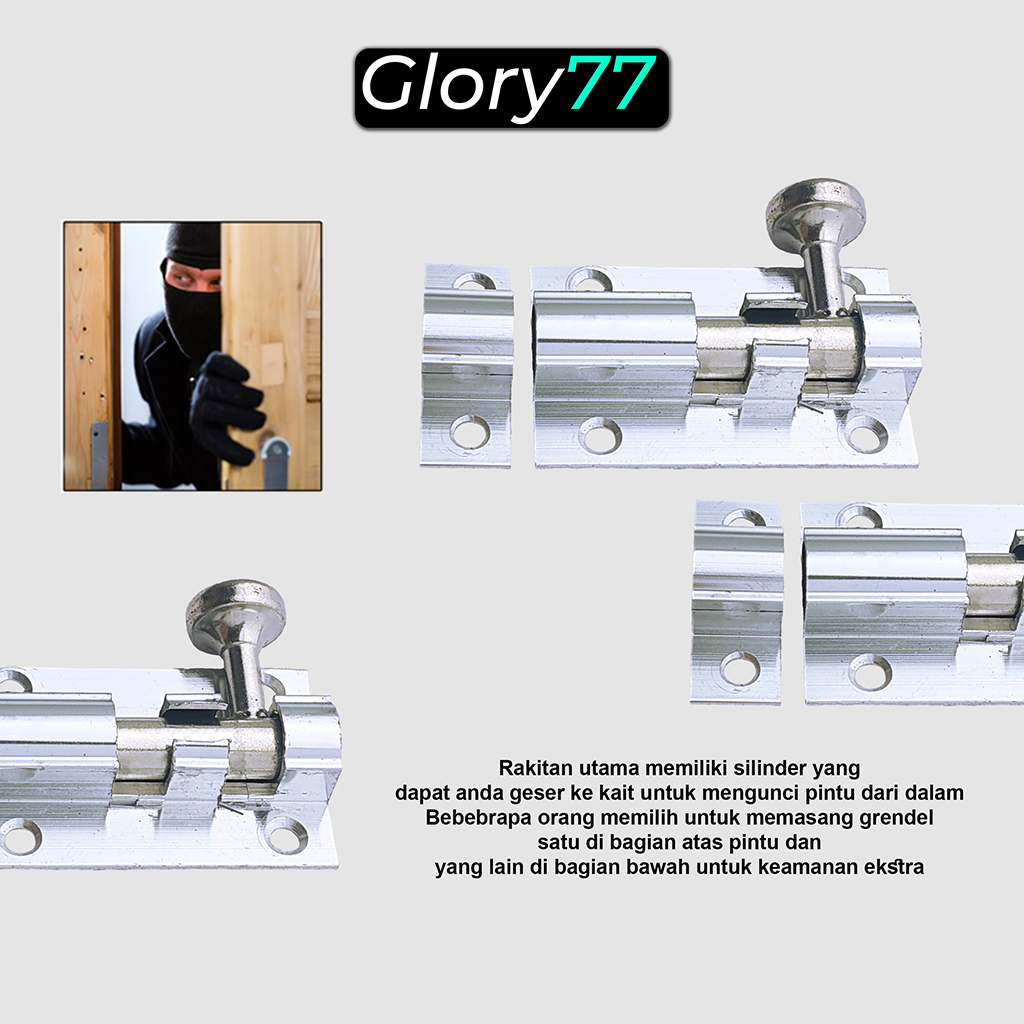 Glory77
Rakitan utama memiliki silinder yang
dapat anda geser ke kait untuk mengunci pintu dari dalam
Bebebrapa orang memilih untuk memasang grendel
satu di bagian atas pintu dan
yang lain di bagian bawah untuk keamanan ekstra